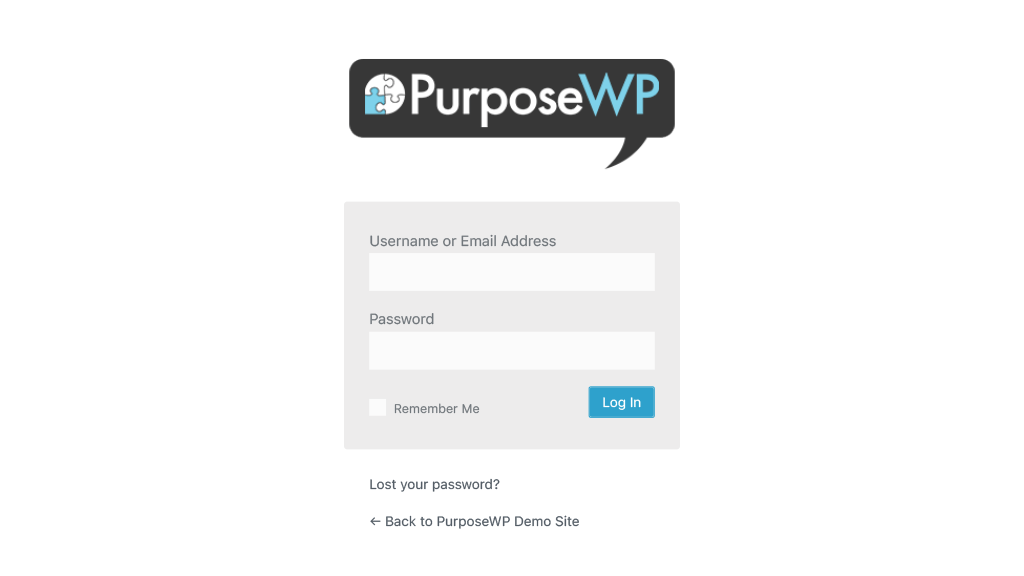 PurposeWP
Username or Email Address
Password
Remember Me
Log In
Lost your password?
← Back to PurposeWP Demo Site